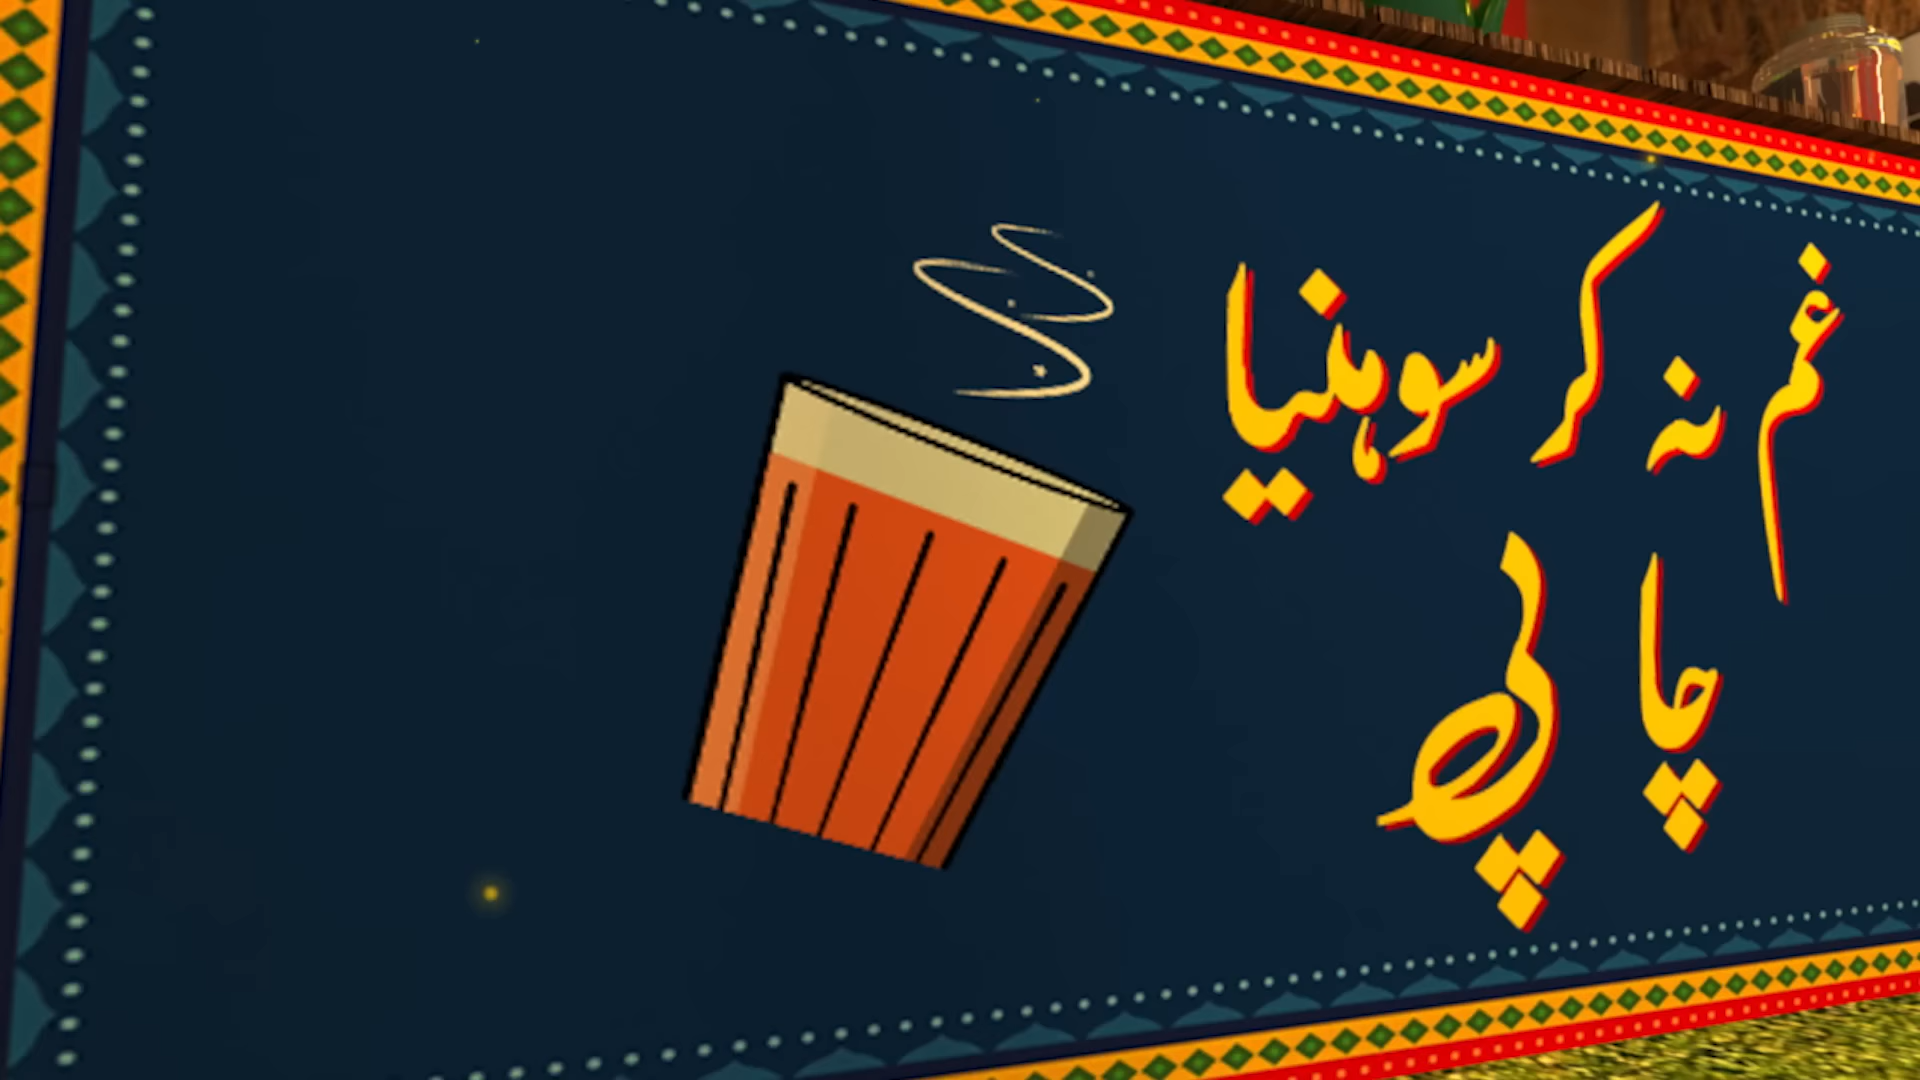 غم نہ کر سوہنیا
چا پی